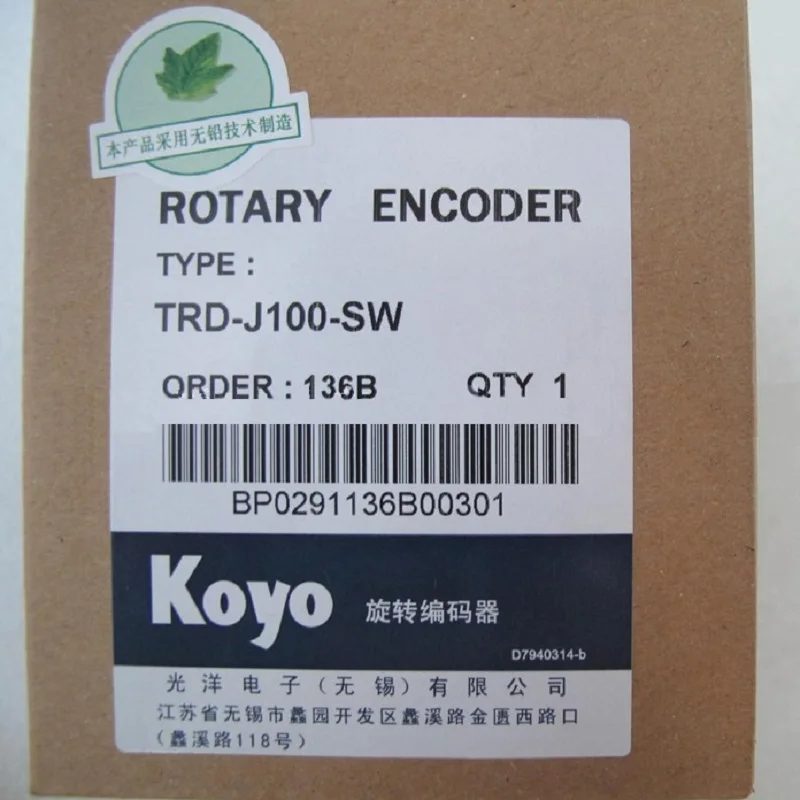 本产品采用无铅技术制造
ROTARY ENCODER
TYPE :
TRD-J100-SW
ORDER : 136B QTY 1
BP0291136B00301
Koyo 旋转编码器
D7940314-b
光洋电子(无锡)有限公司
江苏省无锡市蠡园开发区蠡溪路金匮西路口
(蠡溪路118号)